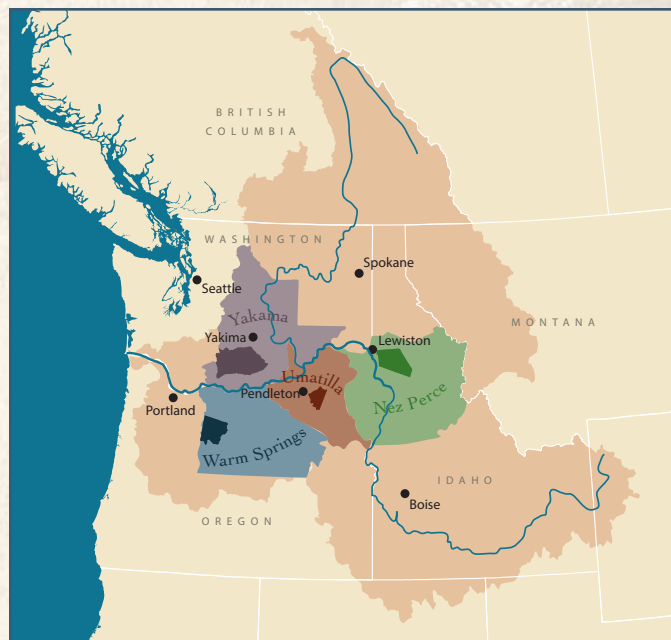 BRITISH
COLUMBIA
WASHINGTON
Spokane
Seattle
Yakama
MONTANA
Yakima
Lewiston
Umatilla
Pendleton
Nez Perce
Portland
Warm Springs
IDAHO
Boise
OREGON